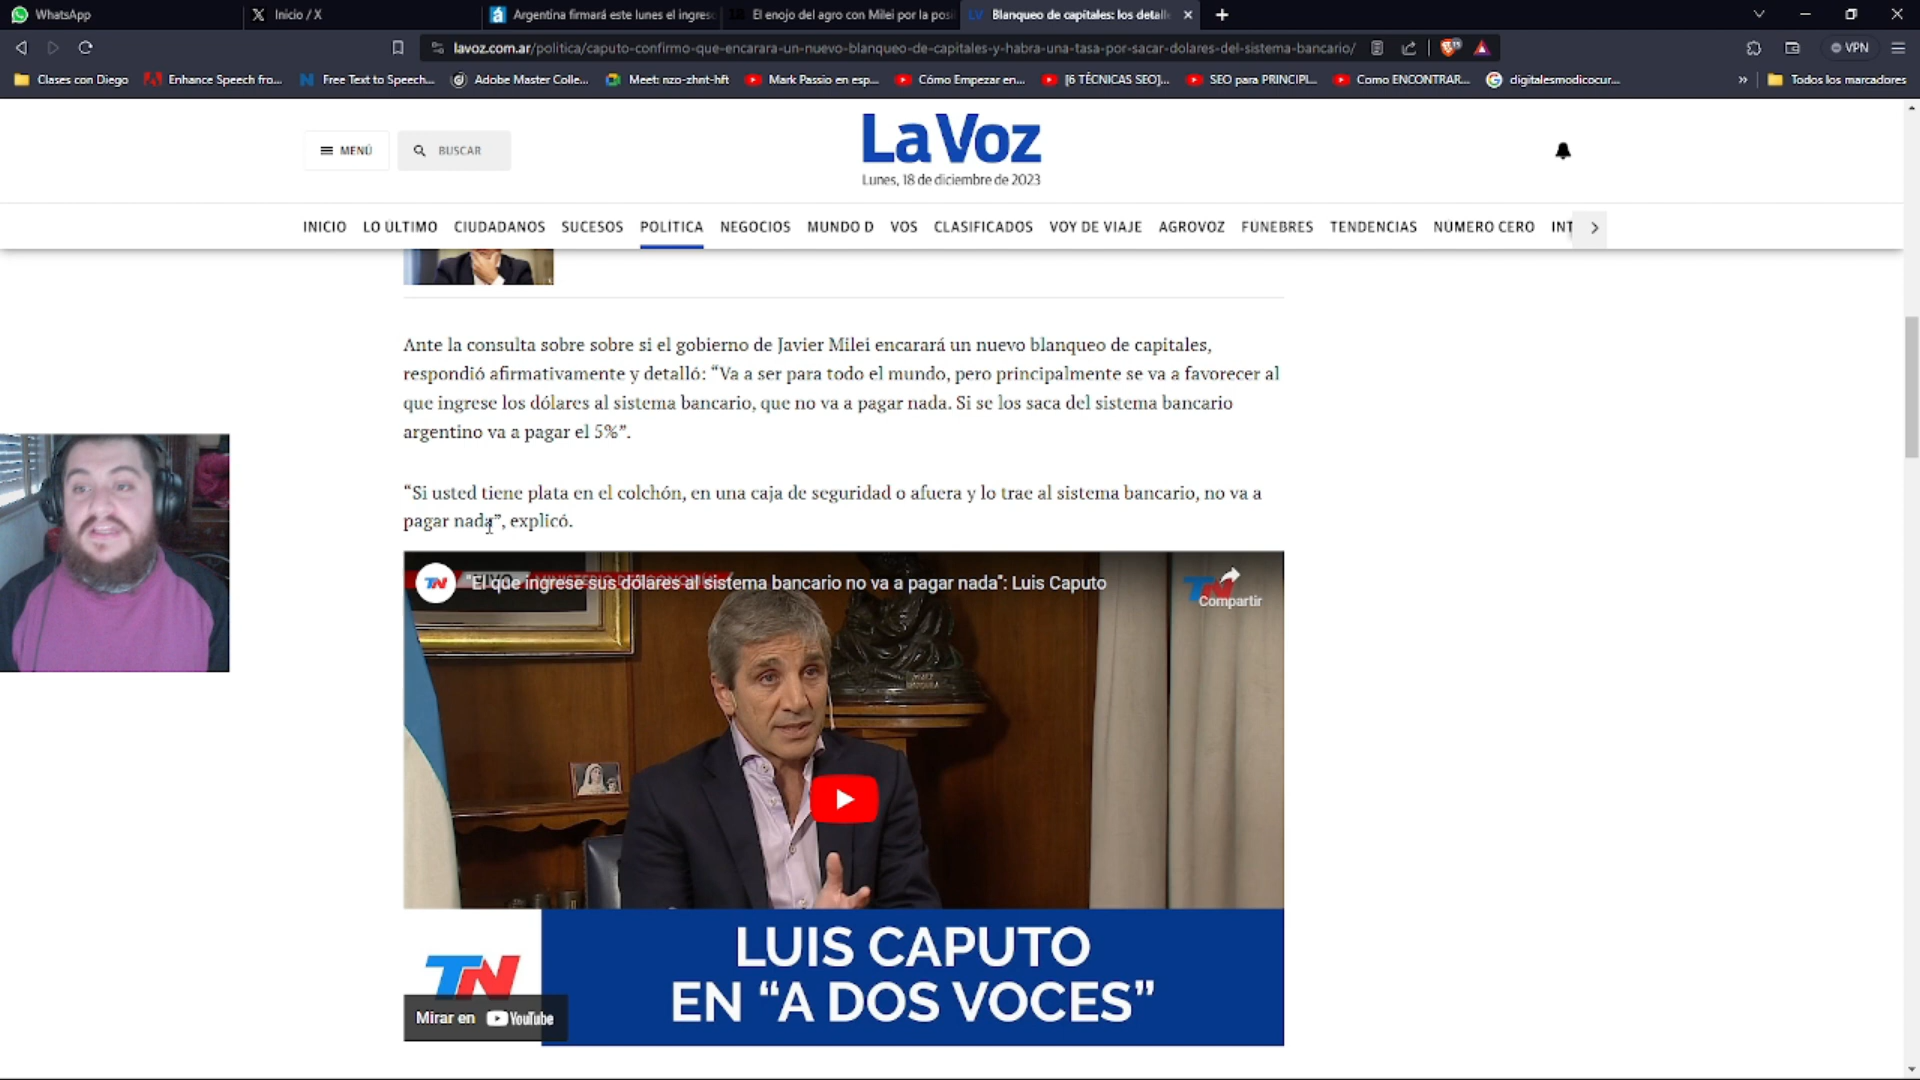 WhatsApp
Inicio / X
Argentina firmará este lunes el ingres
El enojo del agro con Milei por la posi
Blanqueo de capitales: los detall
lavoz.com.ar/politica/caputo-confirmo-que-encarara-un-nuevo-blanqueo-de-capitales-y-habra-una-tasa-por-sacar-dolares-del-sistema-bancario/
VPN
Clases con Diego
Enhance Speech fro...
Free Text to Speech...
Adobe Master Colle...
Meet: nzo-zhnt-hft
Mark Passio en esp...
Cómo Empezar en...
[6 TÉCNICAS SEO]...
SEO para PRINCIPI...
Como ENCONTRAR...
digitalesmodicocur...
Todos los marcadores
MENÚ
BUSCAR
La Voz
Lunes, 18 de diciembre de 2023
INICIO LO ÚLTIMO CIUDADANOS SUCESOS POLÍTICA NEGOCIOS MUNDO D VOS CLASIFICADOS VOY DE VIAJE AGROVOZ FÚNEBRES TENDENCIAS NÚMERO CERO INT
Ante la consulta sobre sobre si el gobierno de Javier Milei encarará un nuevo blanqueo de capitales,
respondió afirmativamente y detalló: “Va a ser para todo el mundo, pero principalmente se va a favorecer al
que ingrese los dólares al sistema bancario, que no va a pagar nada. Si se los saca del sistema bancario
argentino va a pagar el 5%”.
“Si usted tiene plata en el colchón, en una caja de seguridad o afuera y lo trae al sistema bancario, no va a
pagar nada”, explicó.
TN
"El que ingrese sus dólares al sistema bancario no va a pagar nada": Luis Caputo
TN
Compartir
LUIS CAPUTO
EN “A DOS VOCES”
TN
Mirar en YouTube